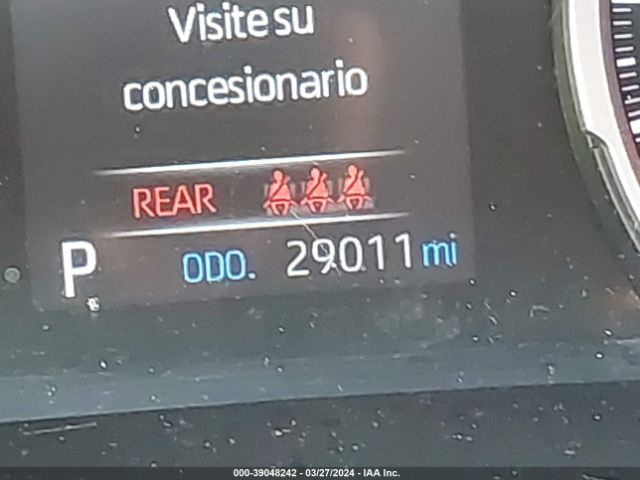 Visite su
concesionario
REAR
P ODO. 29011 mi
000-39048242 - 03/27/2024 - IAA Inc.